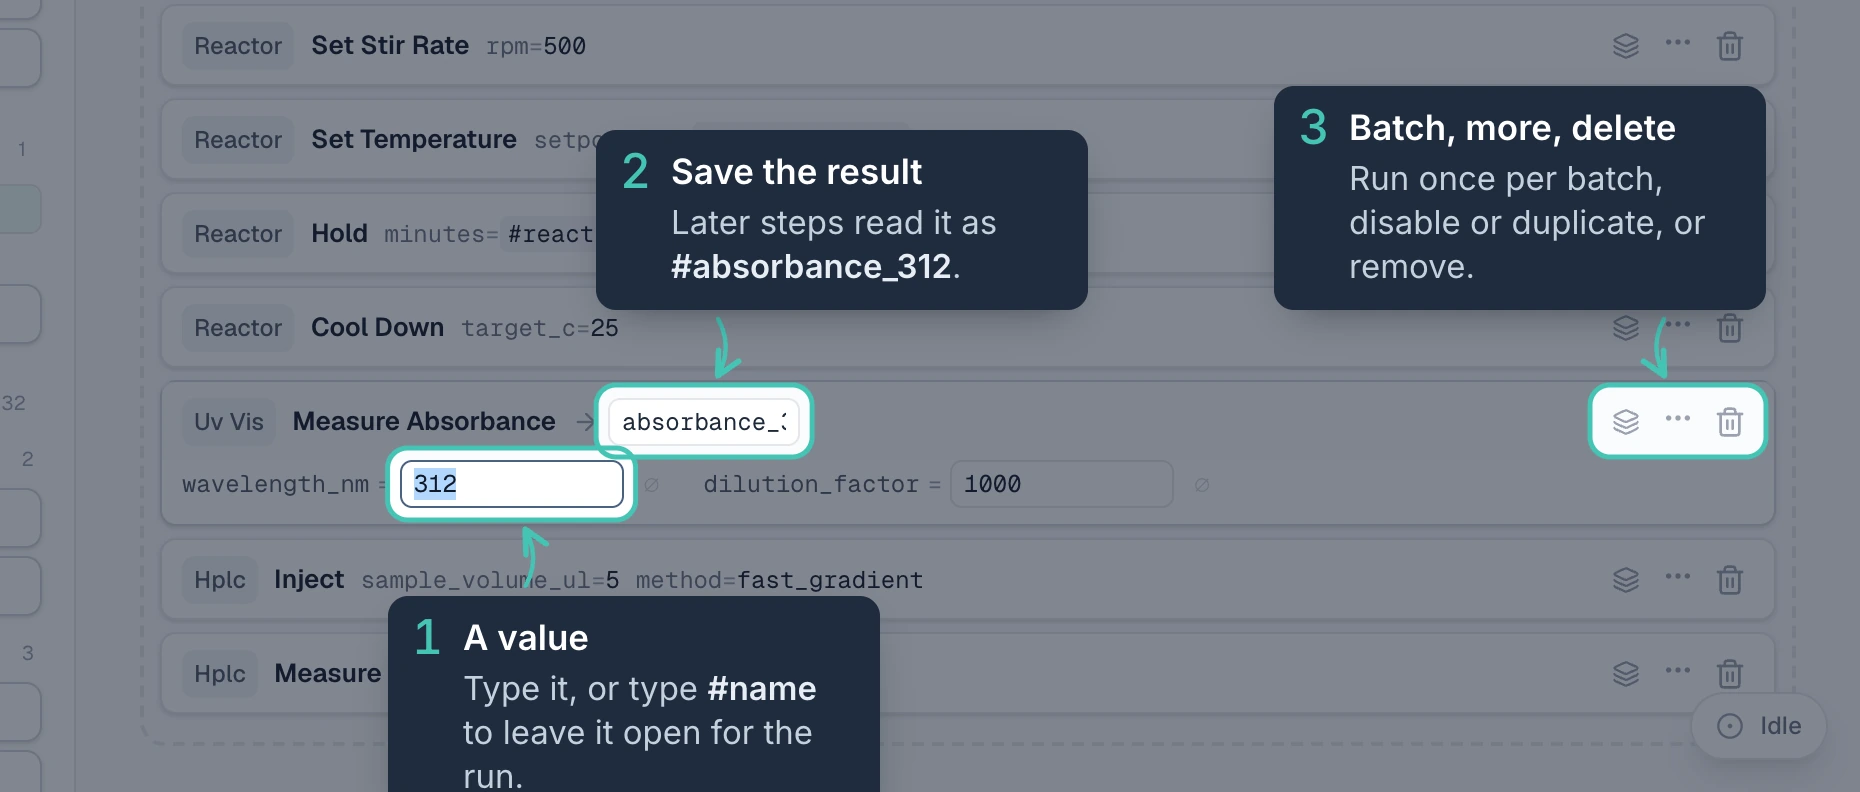 Reactor Set Stir Rate rpm=500
1
Reactor Set Temperature
Reactor Hold minutes= #react
2 Save the result
Later steps read it as
#absorbance_312.
3 Batch, more, delete
Run once per batch,
disable or duplicate, or
remove.
Reactor Cool Down target_c=25
32
Uv Vis Measure Absorbance → absorbance_
2
wavelength_nm = 312 ∅ dilution_factor = 1000 ∅
Hplc Inject sample_volume_ul=5 method=fast_gradient
3
Hplc Measure
1 A value
Type it, or type #name
to leave it open for the
run.
Idle